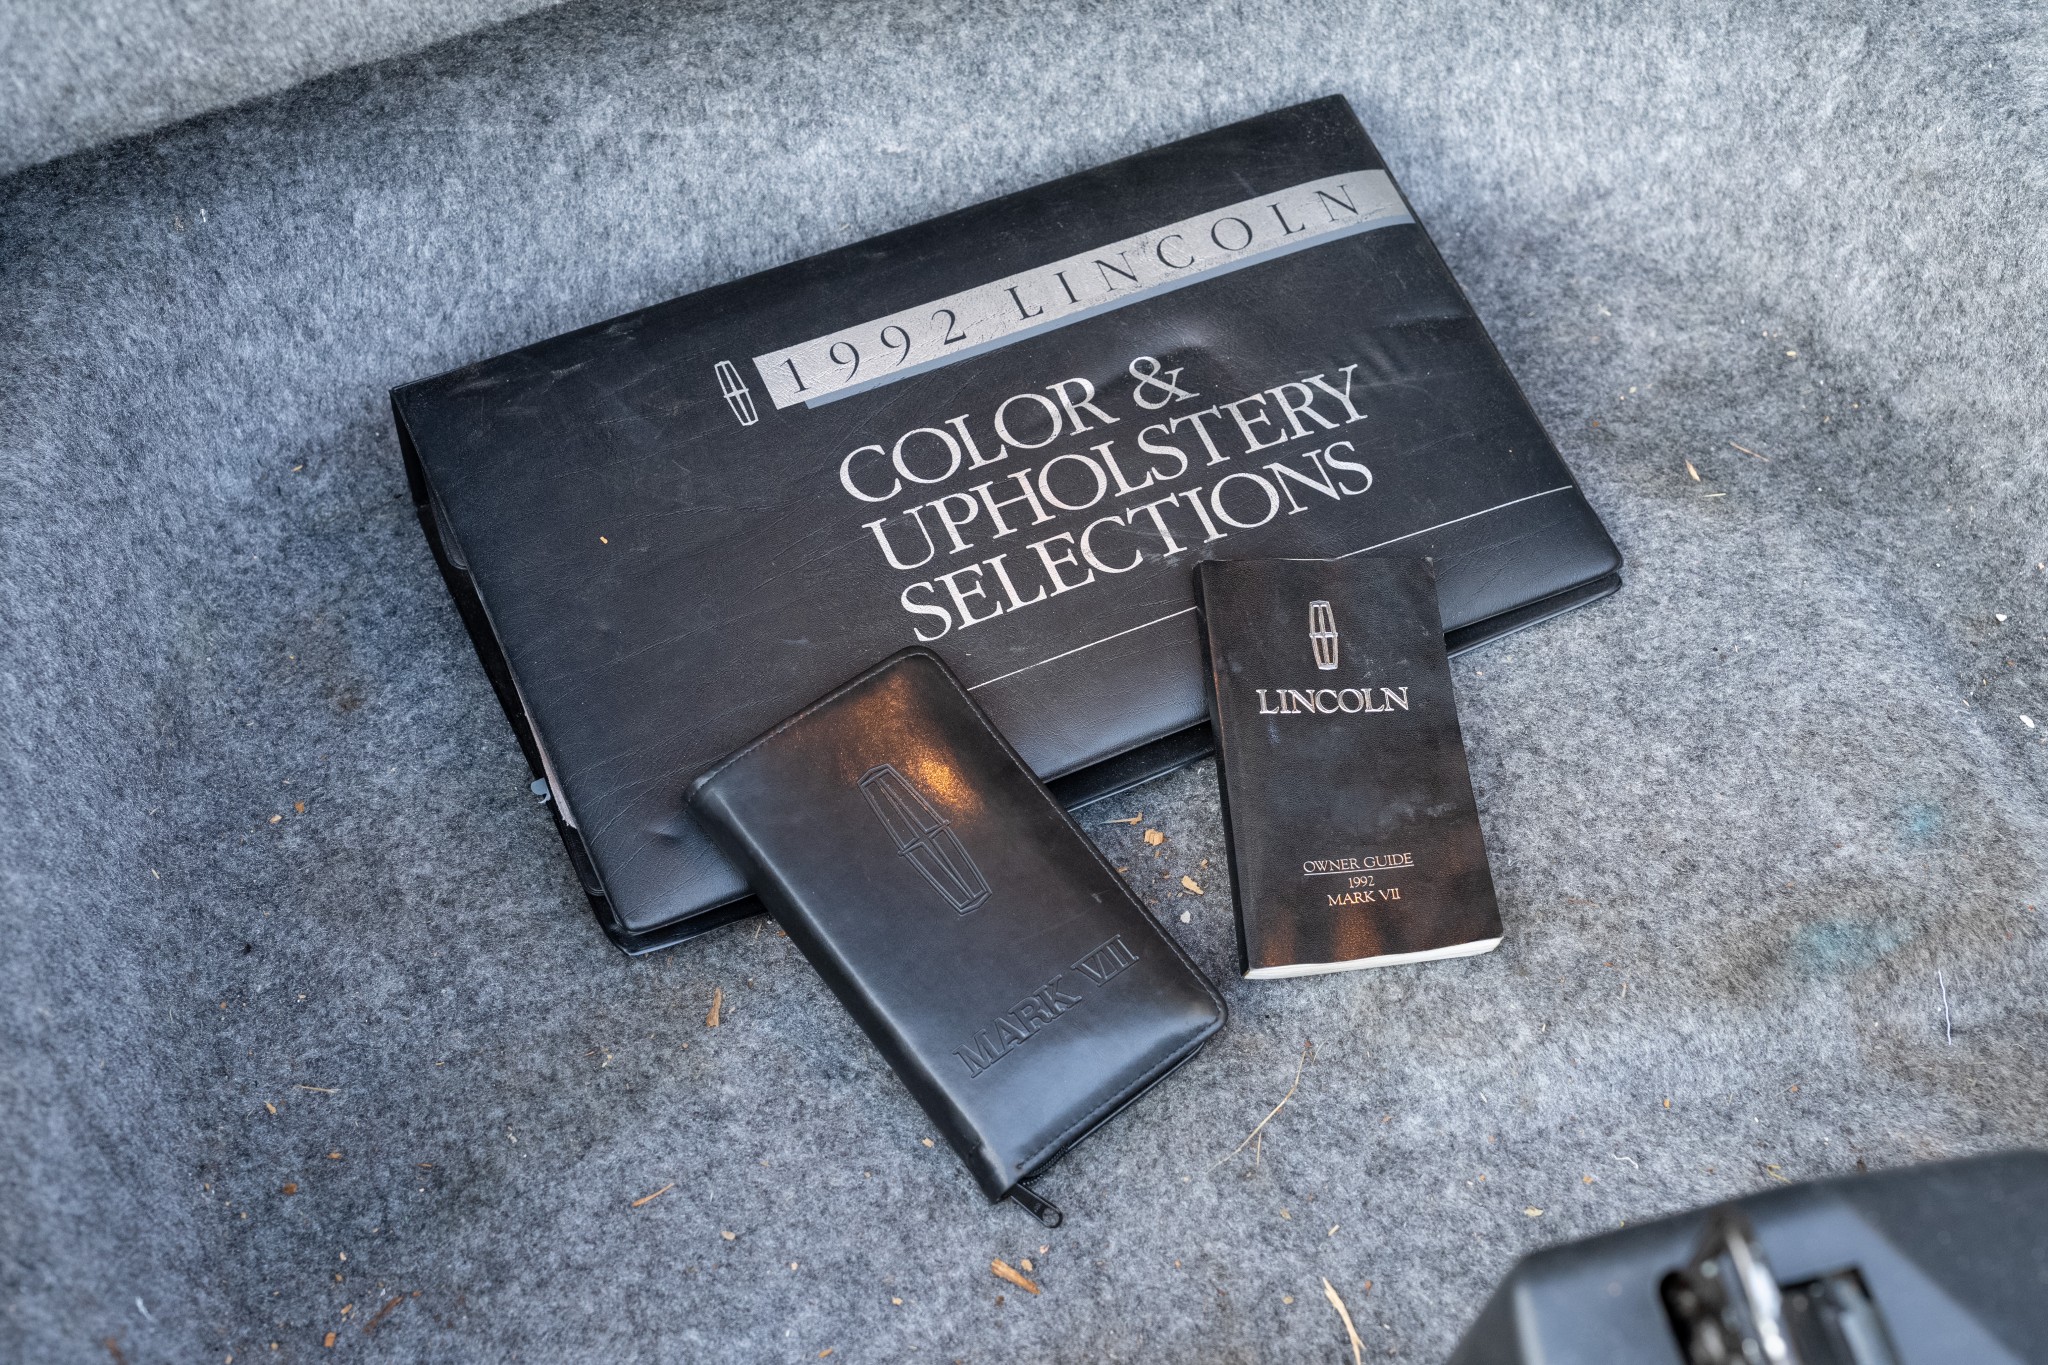 1992 LINCOLN
COLOR &
UPHOLSTERY
SELECTIONS
LINCOLN
OWNER GUIDE
1992
MARK VII
MARK VII